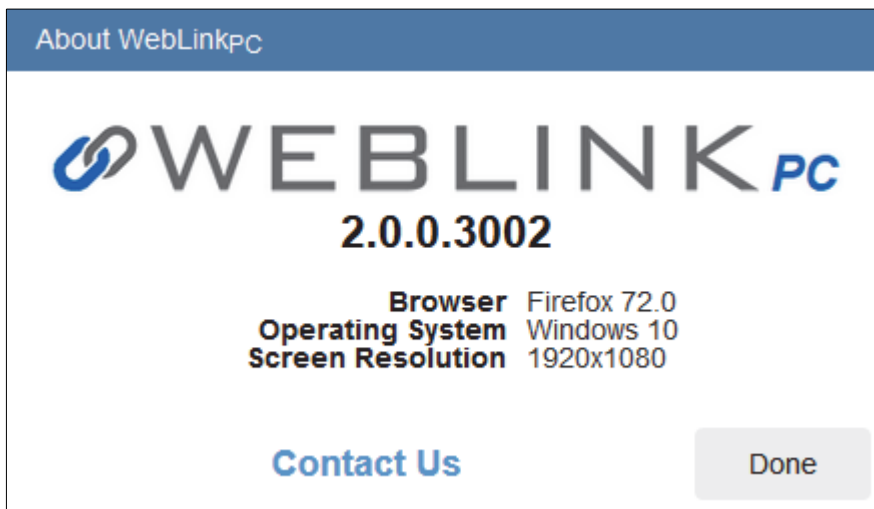 About WebLinkPC
WEBLINK PC
2.0.0.3002
Browser Firefox 72.0
Operating System Windows 10
Screen Resolution 1920x1080
Contact Us
Done